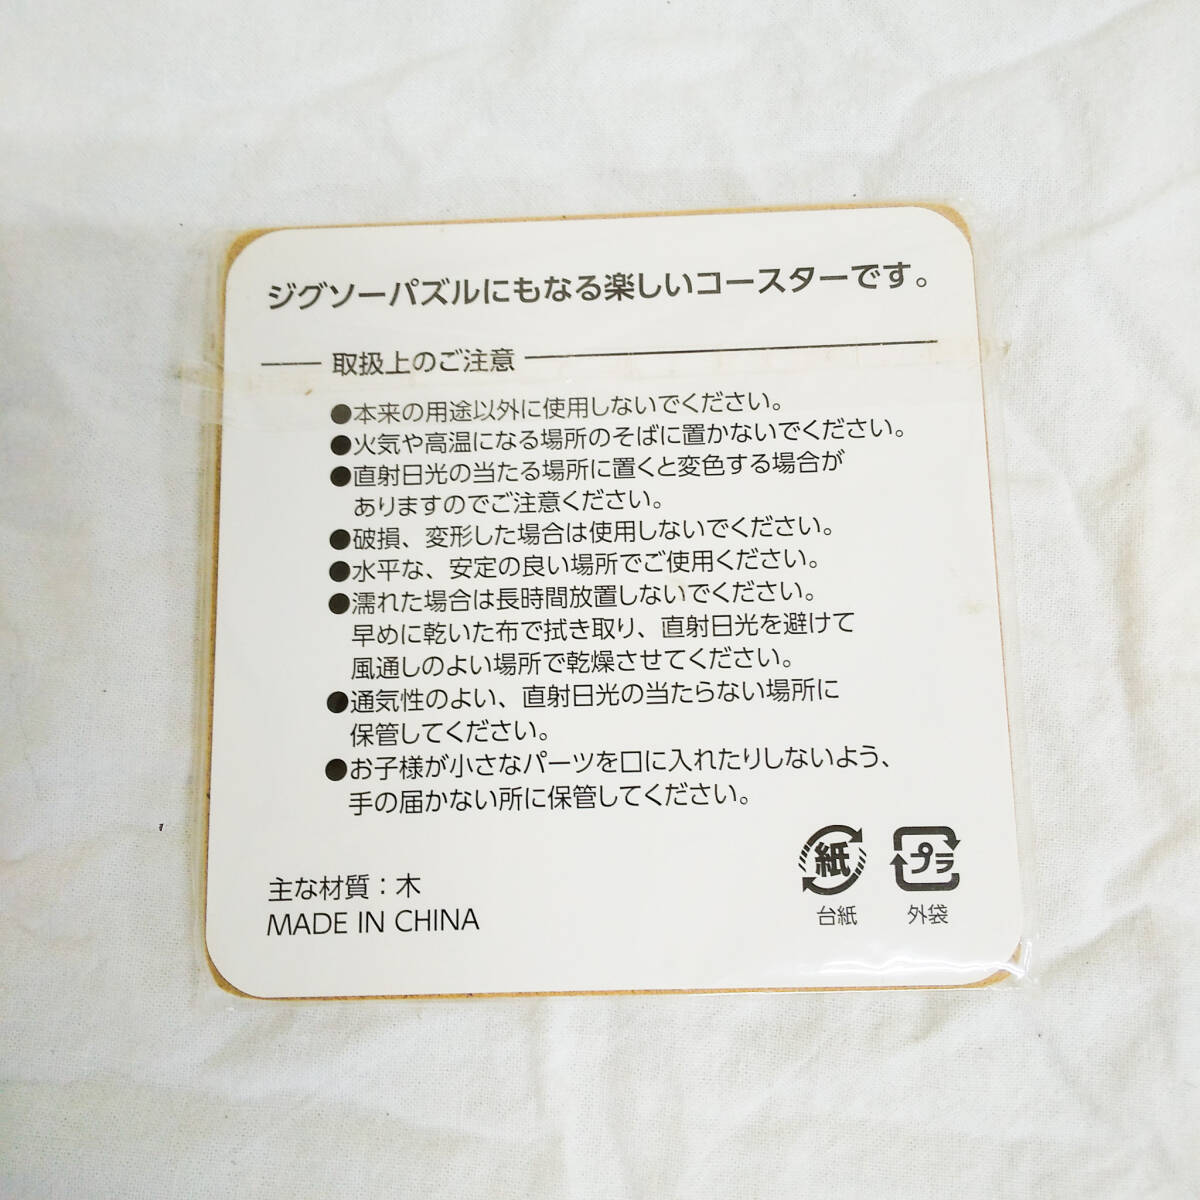 ジグソーパズルにもなる楽しいコースターです。
取扱上のご注意
●本来の用途以外に使用しないでください。
●火気や高温になる場所のそばに置かないでください。
●直射日光の当たる場所に置くと変色する場合が
ありますのでご注意ください。
●破損、変形した場合は使用しないでください。
●水平な、安定の良い場所でご使用ください。
●濡れた場合は長時間放置しないでください。
早めに乾いた布で拭き取り、直射日光を避けて
風通しのよい場所で乾燥させてください。
●通気性のよい、直射日光の当たらない場所に
保管してください。
●お子様が小さなパーツを口に入れたりしないよう、
手の届かない所に保管してください。
主な材質：木
MADE IN CHINA
紙
台紙
プラ
外袋